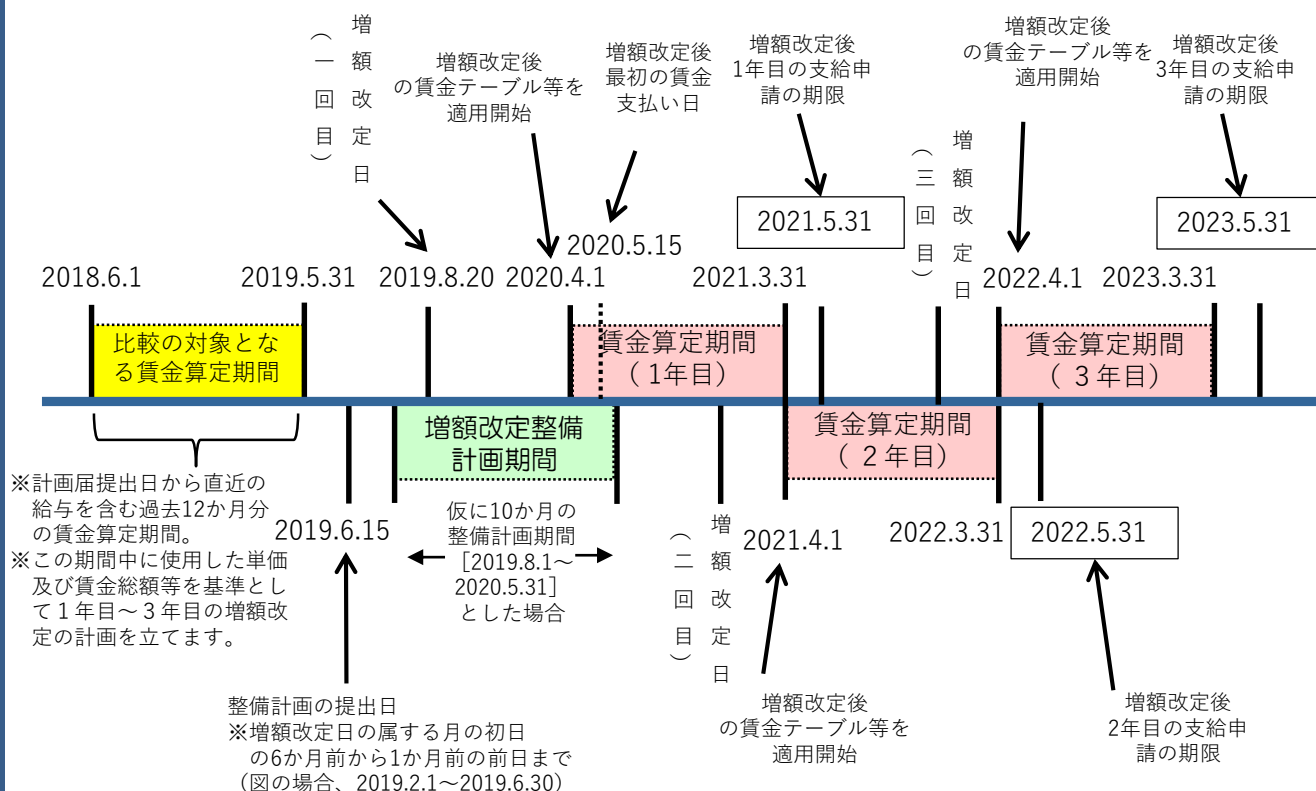 増額改定日
（一回目）
増額改定後
の賃金テーブル等を
適用開始
増額改定後
最初の賃金
支払い日
増額改定後
1年目の支給申
請の期限
増額改定後
の賃金テーブル等を
適用開始
増額改定後
3年目の支給申
請の期限
増額改定日
（三回目）
2021.5.31
2023.5.31
2020.5.15
2018.6.1
2019.5.31
2019.8.20
2020.4.1
2021.3.31
2022.4.1
2023.3.31
比較の対象とな
る賃金算定期間
賃金算定期間
（1年目）
賃金算定期間
（３年目）
増額改定整備
計画期間
賃金算定期間
（２年目）
※計画届提出日から直近の
給与を含む過去12か月分
の賃金算定期間。
※この期間中に使用した単価
及び賃金総額等を基準とし
て１年目～３年目の増額改
定の計画を立てます。
2019.6.15
仮に10か月の
整備計画期間
［2019.8.1～
2020.5.31］
とした場合
増額改定日
（二回目）
2021.4.1
2022.3.31
2022.5.31
整備計画の提出日
※増額改定日の属する月の初日
の6か月前から1か月前の前日まで
（図の場合、2019.2.1～2019.6.30）
増額改定後
の賃金テーブル等を
適用開始
増額改定後
2年目の支給申
請の期限